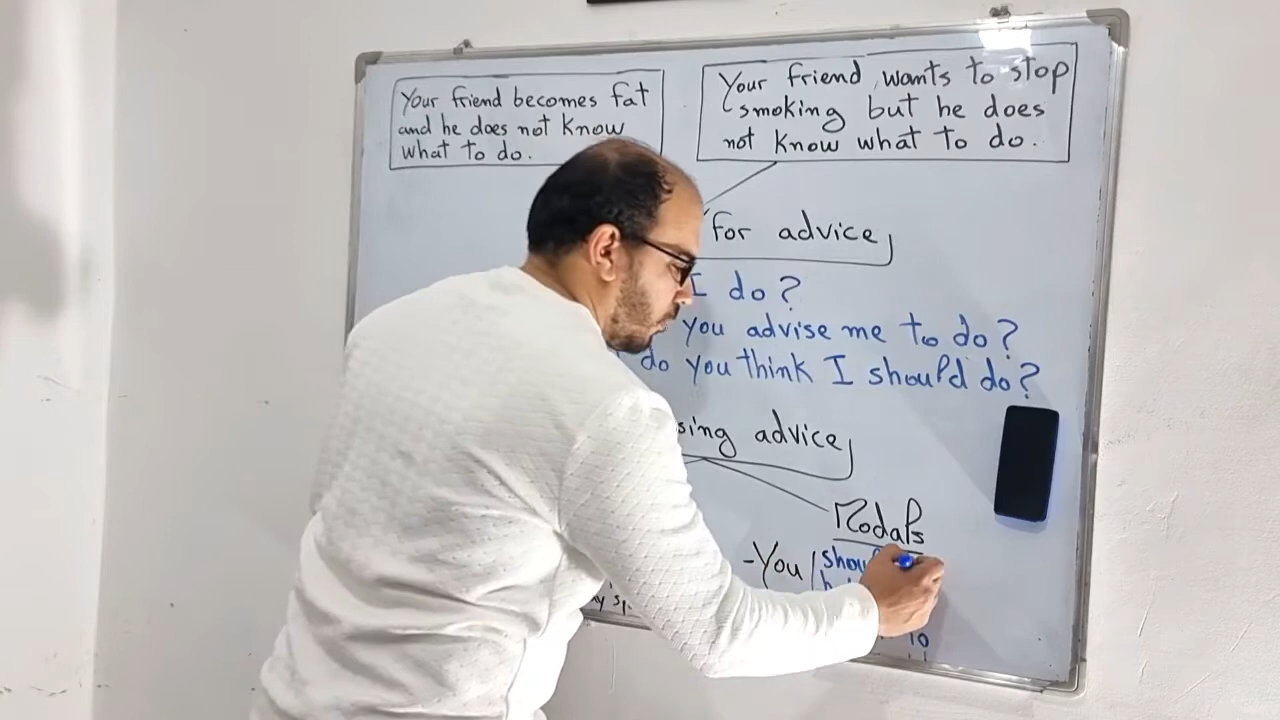 Your friend becomes fat
and he does not know
what to do.
Your friend wants to stop
smoking but he does
not know what to do.
for advice
I do?
you advise me to do?
do you think I should do?
sing advice
Modals
-You
10